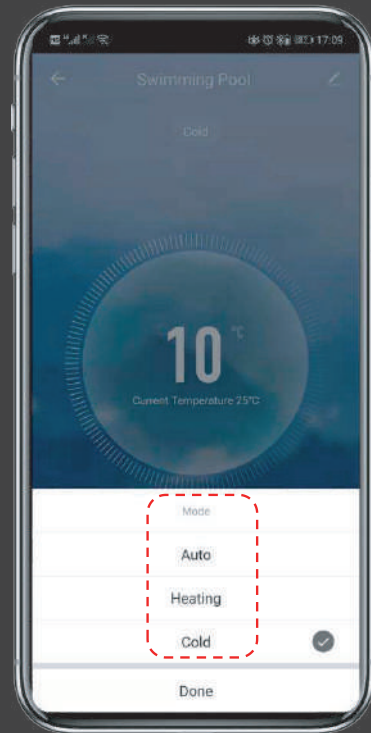 17:09
Swimming Pool
Cold
10 °C
Current Temperature 25°C
Mode
Auto
Heating
Cold
Done